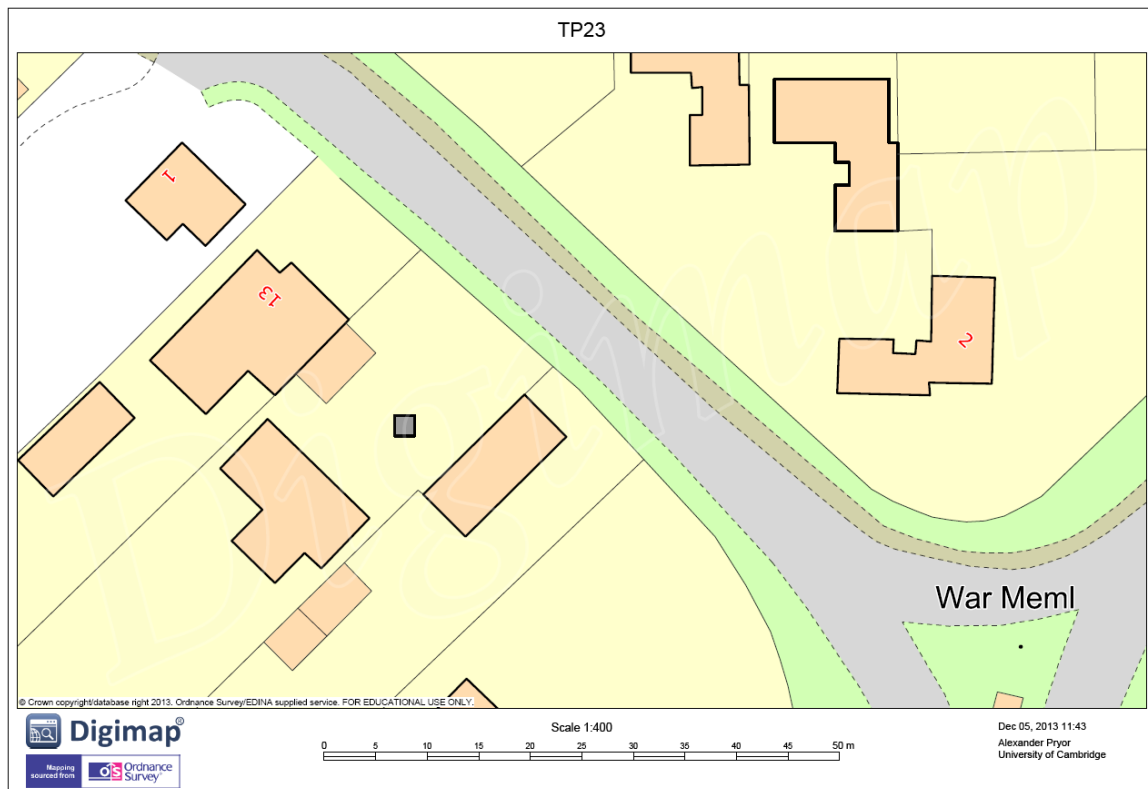 TP23
1
13
2
War Meml
Digimap
© Crown copyright/database right 2013. Ordnance Survey/EDINA supplied service. FOR EDUCATIONAL USE ONLY.
Digimap®
Mapping
sourced from
OS Ordnance
Survey®
Scale 1:400
0 5 10 15 20 25 30 35 40 45 50 m
Dec 05, 2013 11:43
Alexander Pryor
University of Cambridge